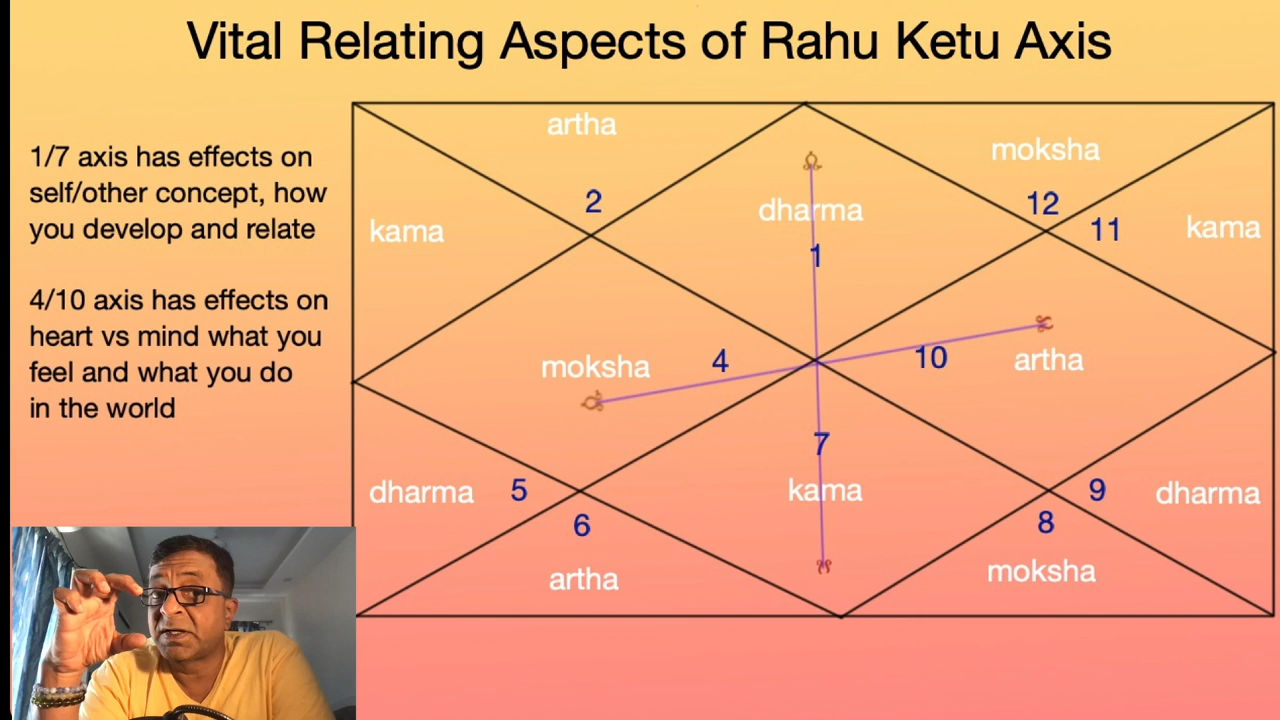 Vital Relating Aspects of Rahu Ketu Axis
1/7 axis has effects on
self/other concept, how
you develop and relate
4/10 axis has effects on
heart vs mind what you
feel and what you do
in the world
artha
2
kama
dharma
1
moksha
12
11
kama
moksha
4
10
artha
7
kama
dharma
5
6
artha
9
dharma
8
moksha